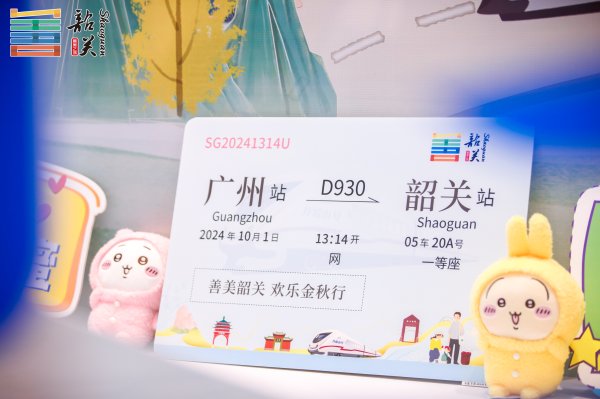 韶关
Shaoguan
SG20241314U
韶关
Shaoguan
广州站
D930
韶关站
Guangzhou
Shaoguan
2024年10月1日
13:14开
05车20A号
网
一等座
善美韶关 欢乐金秋行